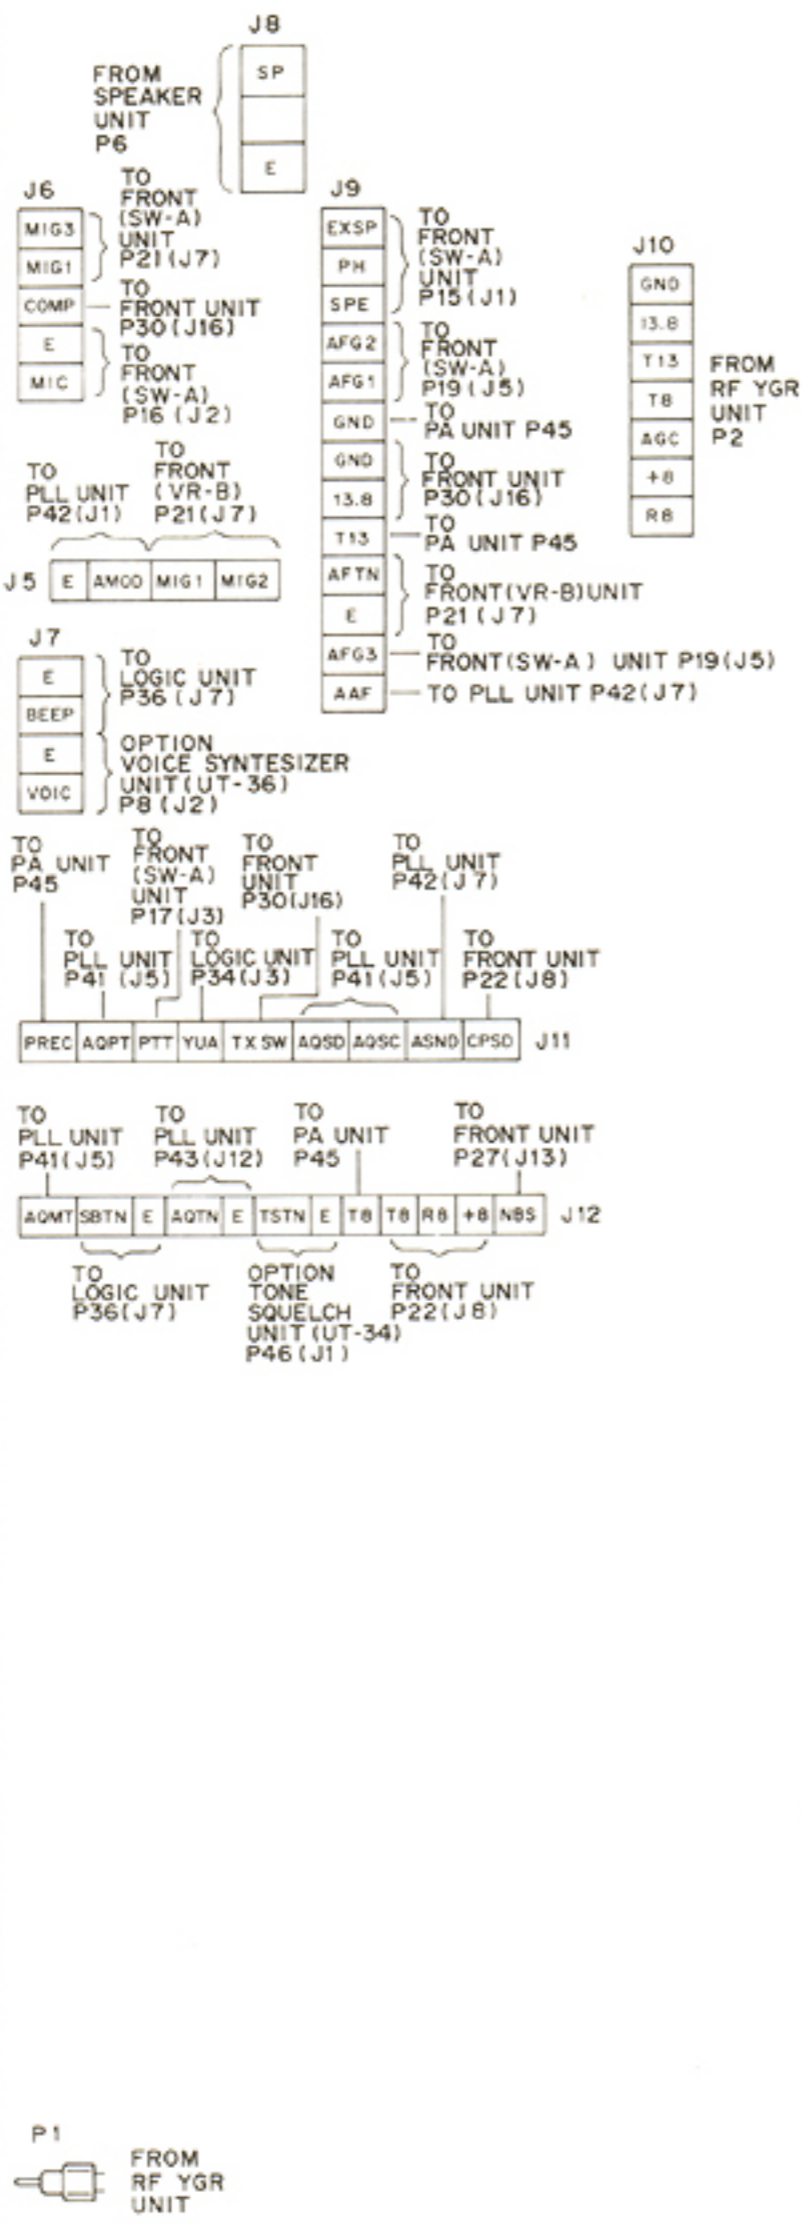 J8
FROM
SPEAKER
UNIT
P6
SP
E
J6
MIG3
MIG1
COMP
E
MIC
TO
FRONT
(SW-A)
UNIT
P21(J7)
TO
FRONT UNIT
P30(J16)
TO
FRONT
(SW-A)
P16 (J2)
J9
EXSP
PH
SPE
AFG2
AFG1
GND
GND
13.8
T13
AFTN
E
AFG3
AAF
TO
FRONT
(SW-A)
UNIT
P15(J1)
TO
FRONT
(SW-A)
P19(J5)
TO
PA UNIT P45
TO
FRONT UNIT
P30(J16)
TO
PA UNIT P45
TO
FRONT(VR-B)UNIT
P21(J7)
TO
FRONT(SW-A) UNIT P19(J5)
TO PLL UNIT P42(J7)
J10
GND
13.8
T13
T8
AGC
+8
R8
FROM
RF YGR
UNIT
P2
TO
PLL UNIT
P42(J1)
TO
FRONT
(VR-B)
P21(J7)
J5
E AMOD MIG1 MIG2
J7
E
BEEP
E
VOIC
TO
LOGIC UNIT
P36(J7)
OPTION
VOICE SYNTESIZER
UNIT(UT-36)
P8(J2)
TO
PA UNIT
P45
TO
FRONT
(SW-A)
UNIT
P17(J3)
TO
FRONT
UNIT
P30(J16)
TO
PLL UNIT
P42(J7)
TO
PLL UNIT
P41 (J5)
TO
LOGIC UNIT
P34(J3)
TO
PLL UNIT
P41(J5)
TO
FRONT UNIT
P22(J8)
PREC AQPT PTT YUA TX SW AQSD AQSC ASND CPSD J11
TO
PLL UNIT
P41(J5)
TO
PLL UNIT
P43(J12)
TO
PA UNIT
P45
TO
FRONT UNIT
P27(J13)
AQMT SBTN E AQTN E TSTN E T8 T8 R8 +8 NBS J12
TO
LOGIC UNIT
P36(J7)
OPTION
TONE
SQUELCH
UNIT(UT-34)
P46(J1)
TO
FRONT UNIT
P22(J8)
P1
FROM
RF YGR
UNIT